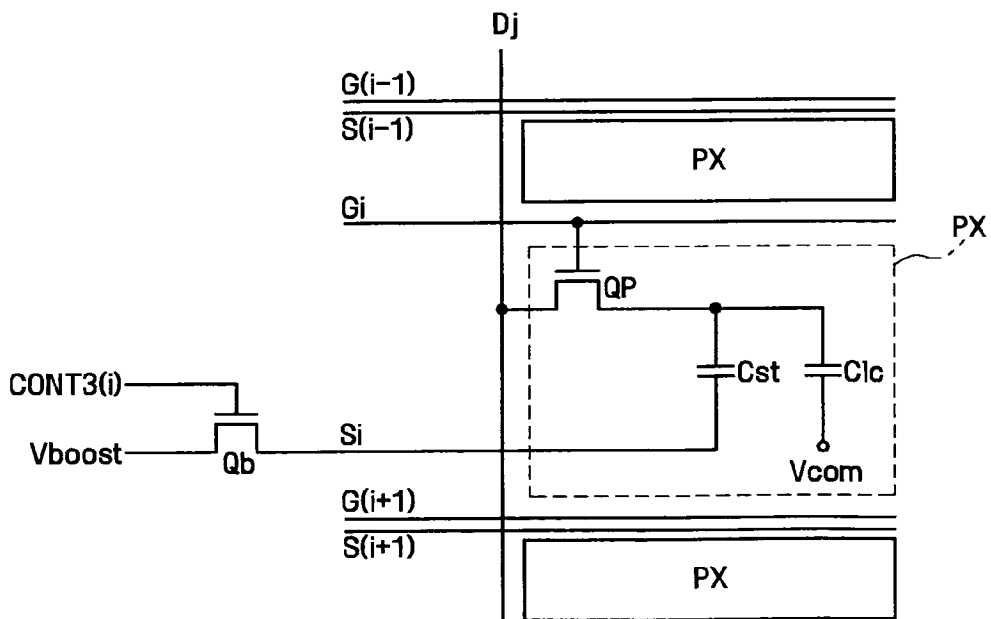 Dj
G(i-1)
S(i-1)
PX
Gi
PX
QP
CONT3(i)
Cst
Clc
Si
Vboost
Qb
Vcom
G(i+1)
S(i+1)
PX